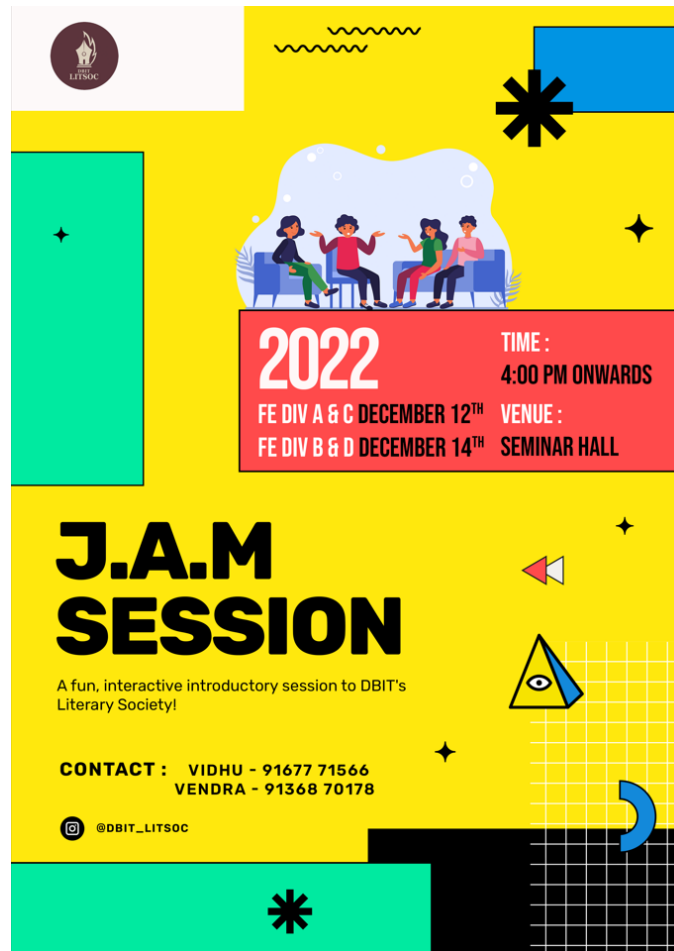 DBIT
LITSOC
2022
FE DIV A & C DECEMBER 12TH
FE DIV B & D DECEMBER 14TH
TIME :
4:00 PM ONWARDS
VENUE :
SEMINAR HALL
J.A.M
SESSION
A fun, interactive introductory session to DBIT's
Literary Society!
CONTACT : VIDHU - 91677 71566
VENDRA - 91368 70178
@DBIT_LITSOC